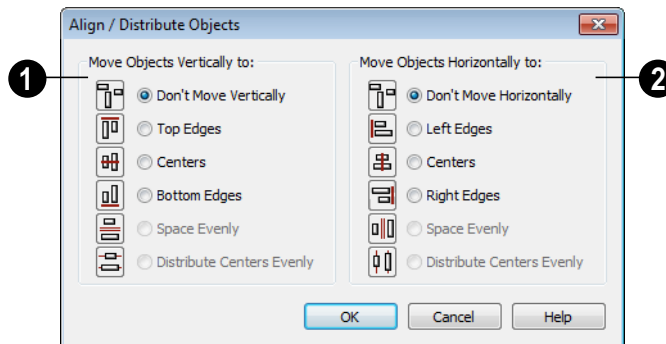 Align / Distribute Objects
1
Move Objects Vertically to:
Don't Move Vertically
Top Edges
Centers
Bottom Edges
Space Evenly
Distribute Centers Evenly
Move Objects Horizontally to:
2
Don't Move Horizontally
Left Edges
Centers
Right Edges
Space Evenly
Distribute Centers Evenly
OK Cancel Help